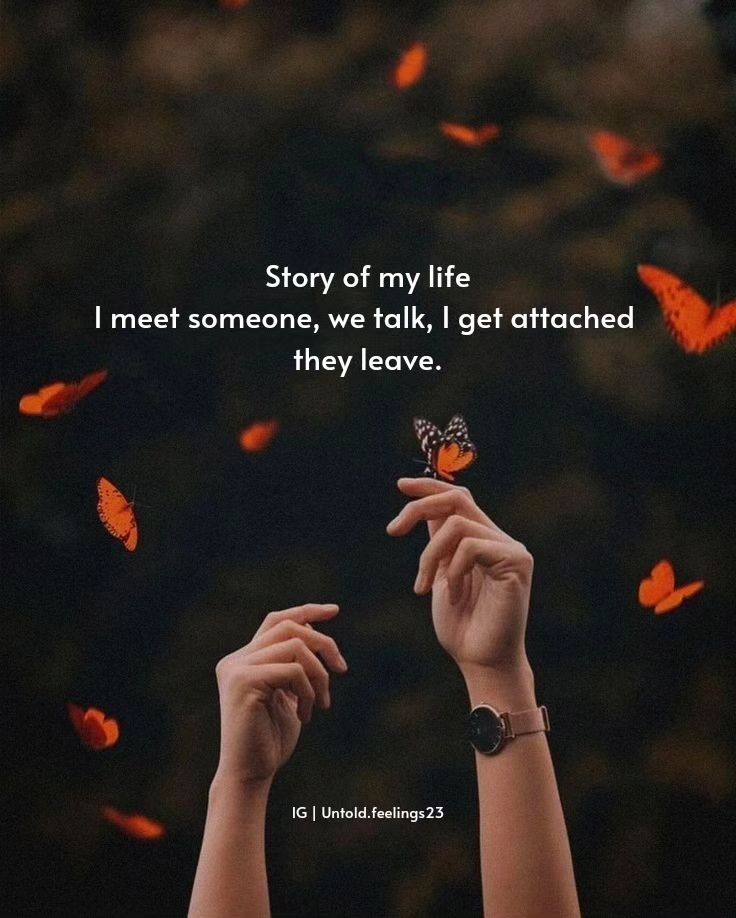 Story of my life
I meet someone, we talk, I get attached
they leave.
IG | Untold.feelings23